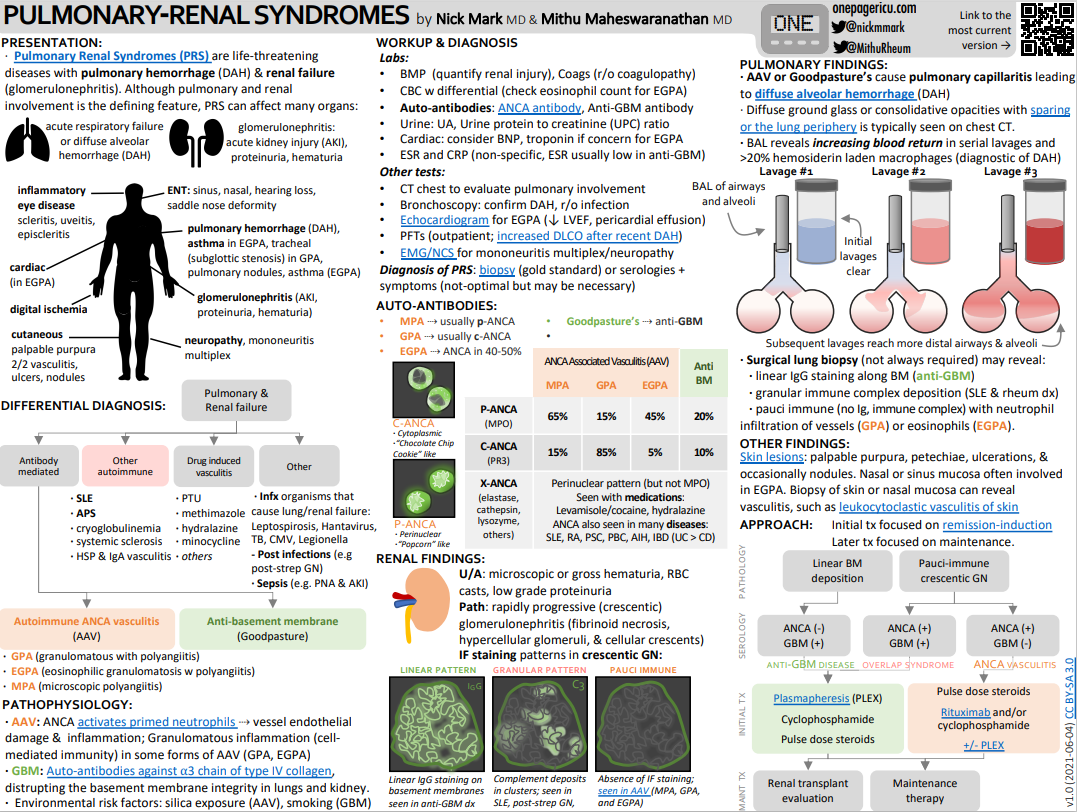 PULMONARY-RENAL SYNDROMES by Nick Mark MD & Mithu Maheswaranathan MD
ONE
onepagericu.com
@nickmmark
@MithuRheum
Link to the
most current
version →
PRESENTATION:
· Pulmonary Renal Syndromes (PRS) are life-threatening
diseases with pulmonary hemorrhage (DAH) & renal failure
(glomerulonephritis). Although pulmonary and renal
involvement is the defining feature, PRS can affect many organs:
acute respiratory failure
or diffuse alveolar
hemorrhage (DAH)
glomerulonephritis:
acute kidney injury (AKI),
proteinuria, hematuria
inflammatory
eye disease
scleritis, uveitis,
episcleritis
cardiac
(in EGPA)
digital ischemia
cutaneous
palpable purpura
2/2 vasculitis,
ulcers, nodules
ENT: sinus, nasal, hearing loss,
saddle nose deformity
pulmonary hemorrhage (DAH),
asthma in EGPA, tracheal
(subglottic stenosis) in GPA,
pulmonary nodules, asthma (EGPA)
glomerulonephritis (AKI,
proteinuria, hematuria)
neuropathy, mononeuritis
multiplex
DIFFERENTIAL DIAGNOSIS:
Pulmonary &
Renal failure
Antibody
mediated
Other
autoimmune
Drug induced
vasculitis
Other
· SLE
· APS
· cryoglobulinemia
· systemic sclerosis
· HSP & IgA vasculitis
· PTU
· methimazole
· hydralazine
· minocycline
· others
· Infx organisms that
cause lung/renal failure:
Leptospirosis, Hantavirus,
TB, CMV, Legionella
- Post infections (e.g
post-strep GN)
· Sepsis (e.g. PNA & AKI)
Autoimmune ANCA vasculitis
(AAV)
Anti-basement membrane
(Goodpasture)
· GPA (granulomatous with polyangiitis)
· EGPA (eosinophilic granulomatosis w polyangiitis)
· MPA (microscopic polyangiitis)
PATHOPHYSIOLOGY:
· AAV: ANCA activates primed neutrophils ⇢ vessel endothelial
damage & inflammation; Granulomatous inflammation (cell-
mediated immunity) in some forms of AAV (GPA, EGPA)
· GBM: Auto-antibodies against α3 chain of type IV collagen,
distrupting the basement membrane integrity in lungs and kidney.
· Environmental risk factors: silica exposure (AAV), smoking (GBM)
WORKUP & DIAGNOSIS
Labs:
• BMP (quantify renal injury), Coags (r/o coagulopathy)
• CBC w differential (check eosinophil count for EGPA)
• Auto-antibodies: ANCA antibody, Anti-GBM antibody
• Urine: UA, Urine protein to creatinine (UPC) ratio
• Cardiac: consider BNP, troponin if concern for EGPA
• ESR and CRP (non-specific, ESR usually low in anti-GBM)
Other tests:
• CT chest to evaluate pulmonary involvement
• Bronchoscopy: confirm DAH, r/o infection
• Echocardiogram for EGPA (↓ LVEF, pericardial effusion)
• PFTs (outpatient; increased DLCO after recent DAH)
• EMG/NCS for mononeuritis multiplex/neuropathy
Diagnosis of PRS: biopsy (gold standard) or serologies +
symptoms (not-optimal but may be necessary)
AUTO-ANTIBODIES:
• MPA ⇢ usually p-ANCA
• GPA ⇢ usually c-ANCA
• EGPA ⇢ ANCA in 40-50%
• Goodpasture's ⇢ anti-GBM
•
C-ANCA
· Cytoplasmic
·"Chocolate Chip
Cookie" like
P-ANCA
· Perinuclear
·"Popcorn" like
ANCA Associated Vasculitis (AAV)
Anti
BM
MPA GPA EGPA
P-ANCA
(MPO)
65% 15% 45% 20%
C-ANCA
(PR3)
15% 85% 5% 10%
X-ANCA
(elastase,
cathepsin,
lysozyme,
others)
Perinuclear pattern (but not MPO)
Seen with medications:
Levamisole/cocaine, hydralazine
ANCA also seen in many diseases:
SLE, RA, PSC, PBC, AIH, IBD (UC > CD)
RENAL FINDINGS:
U/A: microscopic or gross hematuria, RBC
casts, low grade proteinuria
Path: rapidly progressive (crescentic)
glomerulonephritis (fibrinoid necrosis,
hypercellular glomeruli, & cellular crescents)
IF staining patterns in crescentic GN:
LINEAR PATTERN
GRANULAR PATTERN
PAUCI IMMUNE
IgG
C3
Linear IgG staining on
basement membranes
seen in anti-GBM dx
Complement deposits
in clusters; seen in
SLE, post-strep GN,
Absence of IF staining;
seen in AAV (MPA, GPA,
and EGPA)
PULMONARY FINDINGS:
· AAV or Goodpasture's cause pulmonary capillaritis leading
to diffuse alveolar hemorrhage (DAH)
· Diffuse ground glass or consolidative opacities with sparing
or the lung periphery is typically seen on chest CT.
· BAL reveals increasing blood return in serial lavages and
>20% hemosiderin laden macrophages (diagnostic of DAH)
Lavage #1
Lavage #2
Lavage #3
BAL of airways
and alveoli
Initial
lavages
clear
Subsequent lavages reach more distal airways & alveoli
· Surgical lung biopsy (not always required) may reveal:
· linear IgG staining along BM (anti-GBM)
· granular immune complex deposition (SLE & rheum dx)
· pauci immune (no Ig, immune complex) with neutrophil
infiltration of vessels (GPA) or eosinophils (EGPA).
OTHER FINDINGS:
Skin lesions: palpable purpura, petechiae, ulcerations, &
occasionally nodules. Nasal or sinus mucosa often involved
in EGPA. Biopsy of skin or nasal mucosa can reveal
vasculitis, such as leukocytoclastic vasculitis of skin
APPROACH: Initial tx focused on remission-induction
Later tx focused on maintenance.
PATHOLOGY
Linear BM
deposition
Pauci-immune
crescentic GN
SEROLOGY
ANCA (-)
GBM (+)
ANCA (+)
GBM (+)
ANCA (+)
GBM (-)
ANTI-GBM DISEASE
OVERLAP SYNDROME
ANCA VASCULITIS
INITIAL TX
Plasmapheresis (PLEX)
Cyclophosphamide
Pulse dose steroids
Pulse dose steroids
Rituximab and/or
cyclophosphamide
+/- PLEX
MAINT TX
Renal transplant
evaluation
Maintenance
therapy
v1.0 (2021-06-04) CC BY-SA 3.0